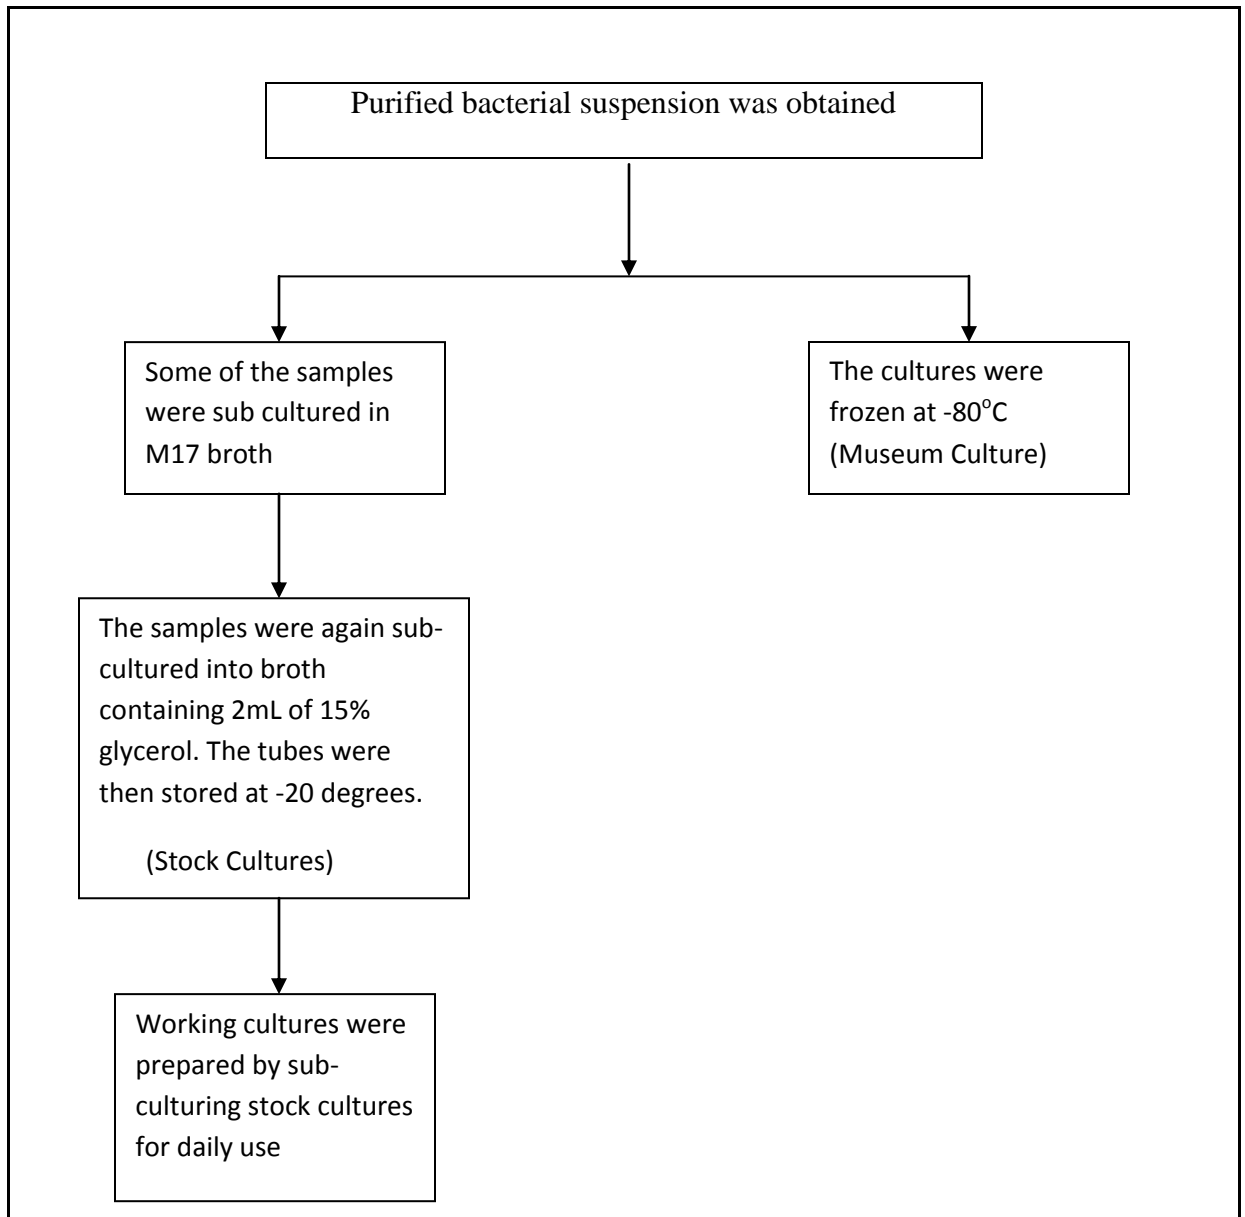 Purified bacterial suspension was obtained
Some of the samples
were sub cultured in
M17 broth
The cultures were
frozen at -80°C
(Museum Culture)
The samples were again sub-
cultured into broth
containing 2mL of 15%
glycerol. The tubes were
then stored at -20 degrees.
(Stock Cultures)
Working cultures were
prepared by sub-
culturing stock cultures
for daily use